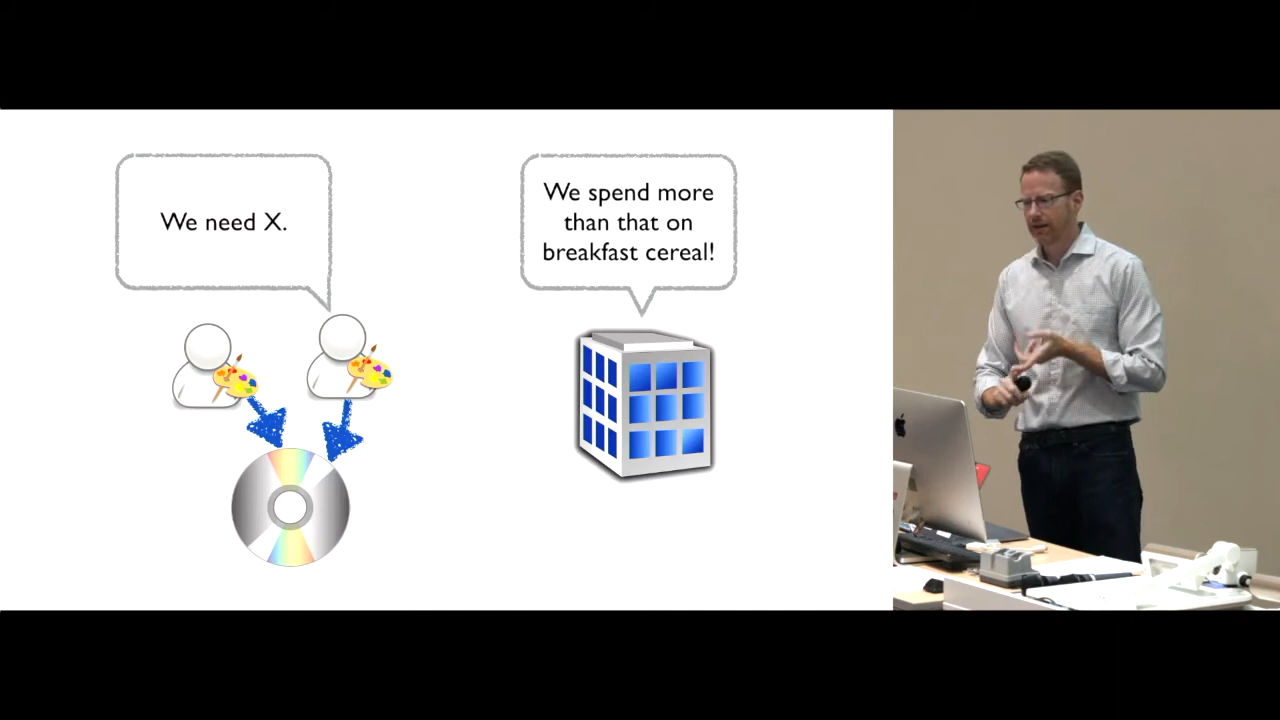 We need X.
We spend more
than that on
breakfast cereal!